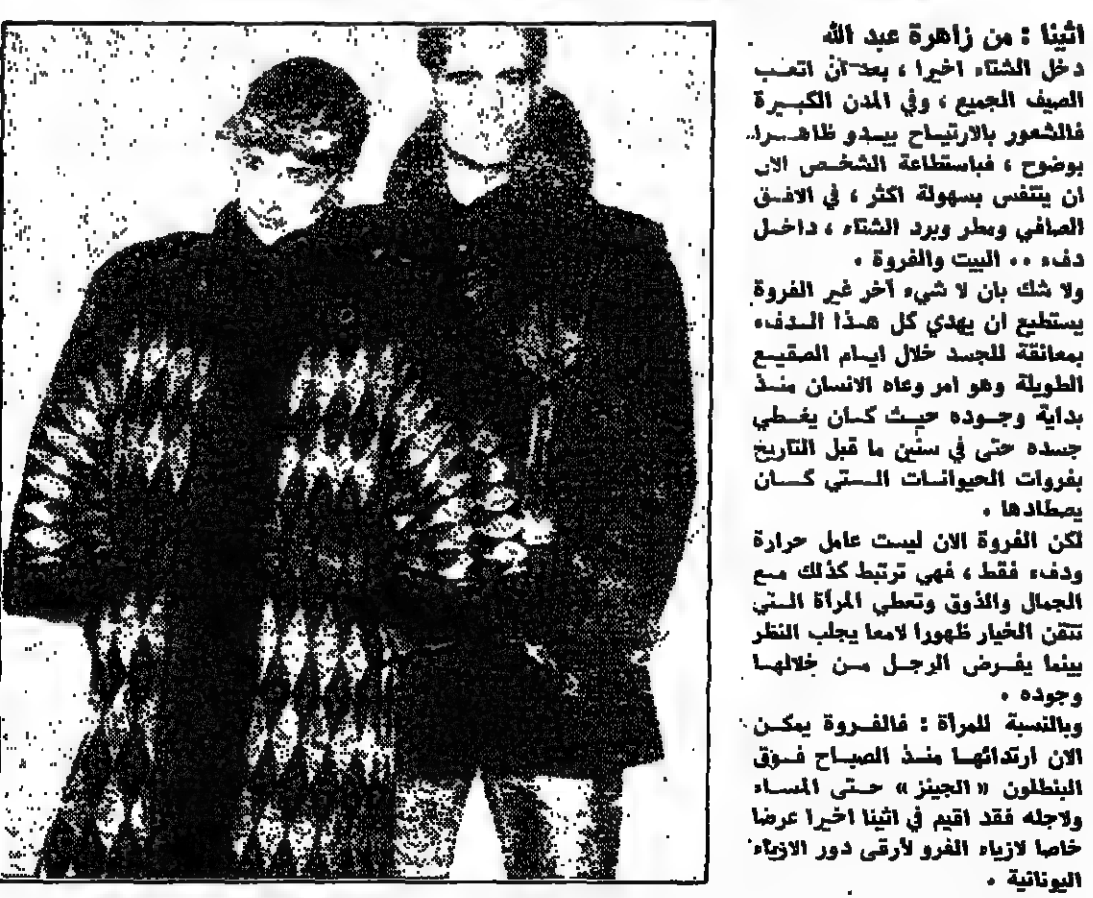 اثينا : من زاهرة عبد الله
دخل الشتاء اخيرا ، بعد ان اتعب
الصيف الجميع ، وفي المدن الكبيرة
فالشعور بالارتياح يبدو ظاهرا
بوضوح ، فباستطاعة الشخص الان
ان يتنفس بسهولة اكثر ، في الافق
الصافي ومطر وبرد الشتاء ، داخل
دفء .. البيت والفروة .
ولا شك بان لا شيء آخر غير الفروة
يستطيع ان يهدي كل هذا الدفء
بمعانقة للجسد خلال ايام الصقيع
الطويلة وهو امر وعاه الانسان منذ
بداية وجوده حيث كان يغطي
جسده حتى في سنين ما قبل التاريخ
بفروات الحيوانات التي كان
يصطادها .
لكن الفروة الان ليست عامل حرارة
ودفء فقط ، فهي ترتبط كذلك مع
الجمال والذوق وتعطي المرأة التي
تتقن الخيار ظهورا لامعا يجلب النظر
بينما يفرض الرجل من خلالها
وجوده .
وبالنسبة للمرأة : فالفروة يمكن
الان ارتدائها منذ الصباح فوق
البنطلون « الجينز » حتى المساء
ولاجله فقد اقيم في اثينا اخيرا عرضا
خاصا لازياء الفرو لأرقى دور الازياء
اليونانية .